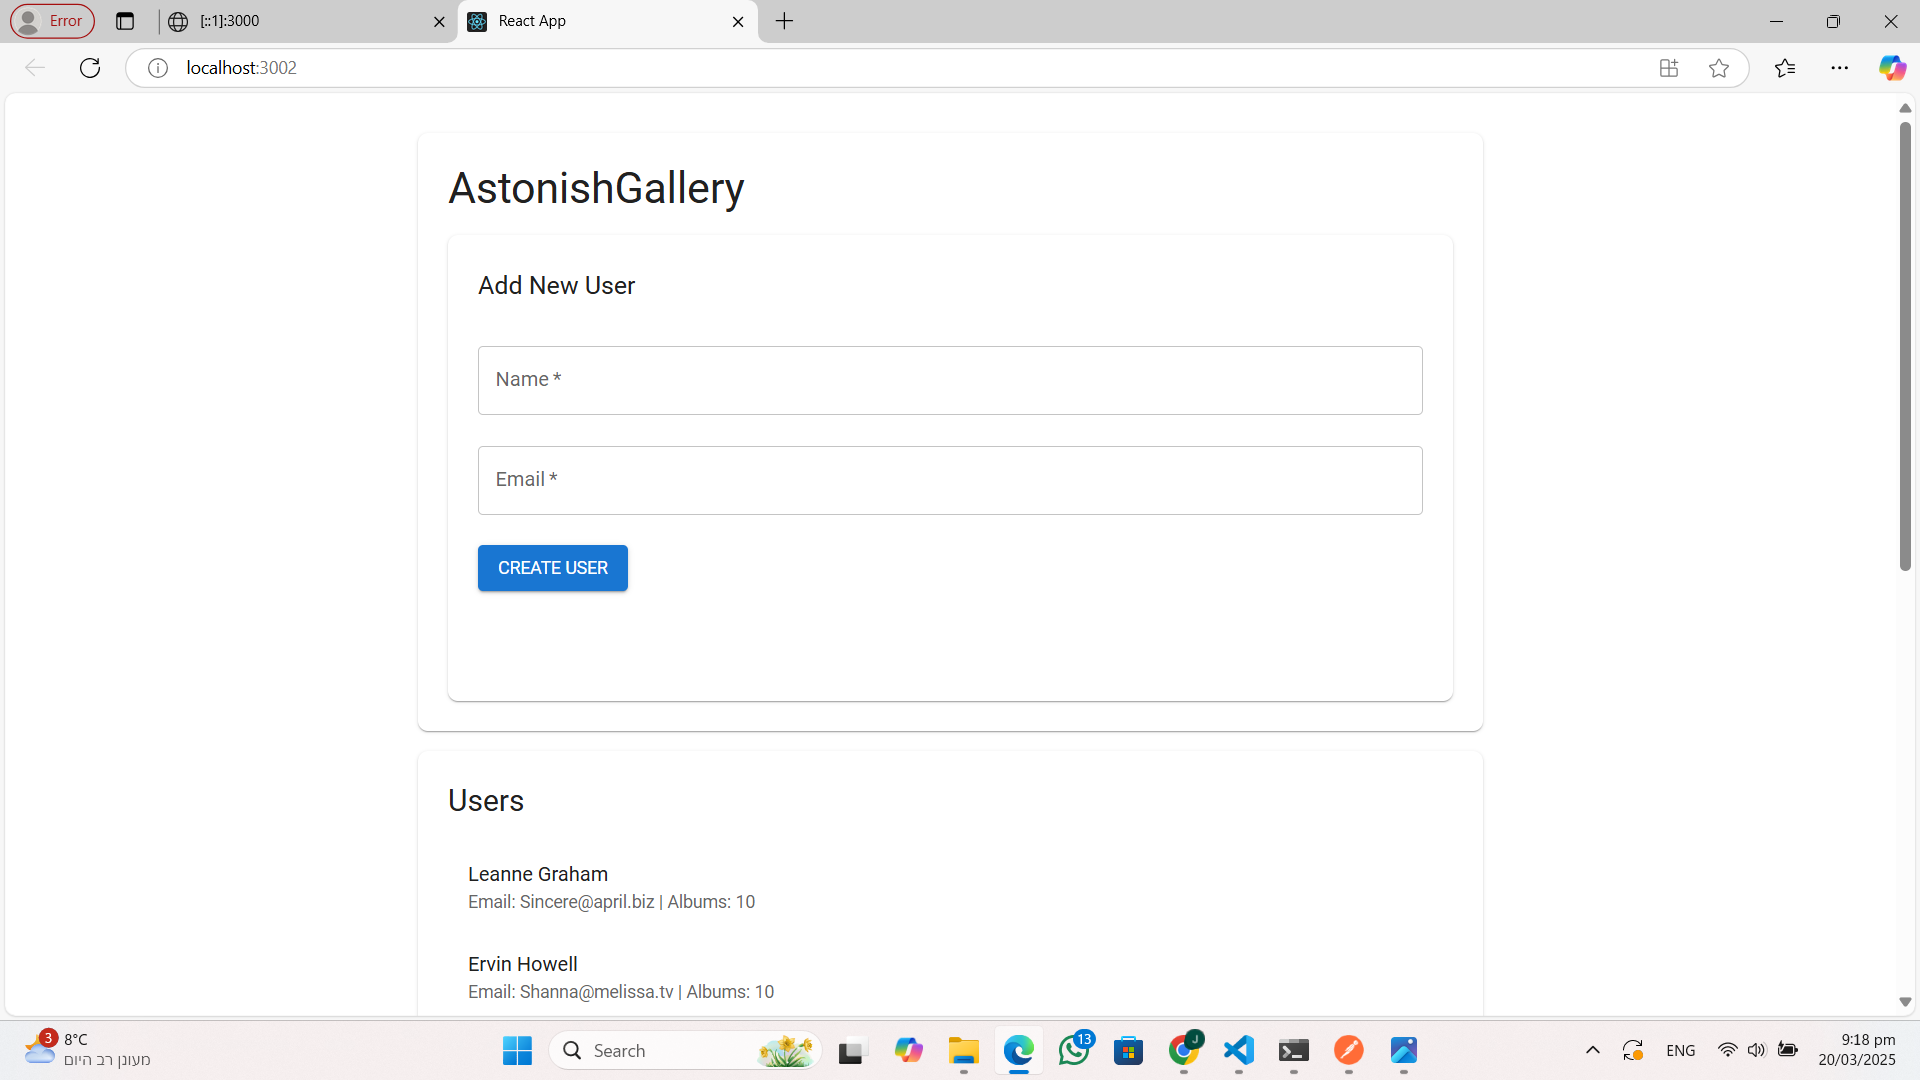 Error
[::1]:3000
React App
localhost:3002
AstonishGallery
Add New User
Name *
Email *
CREATE USER
Users
Leanne Graham
Email: Sincere@april.biz | Albums: 10
Ervin Howell
Email: Shanna@melissa.tv | Albums: 10
3
8°C
מעונן רב היום
Search
13
J
ENG
9:18 pm
20/03/2025